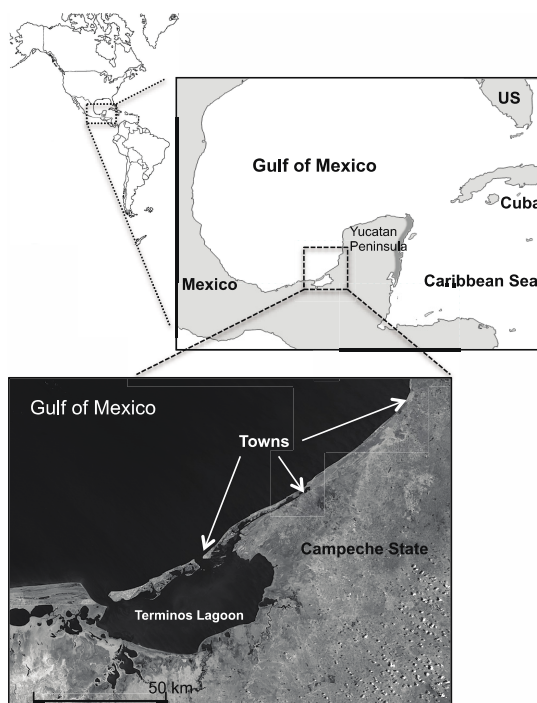 US
Gulf of Mexico
Cuba
Yucatan
Peninsula
Mexico
Caribbean Sea
Gulf of Mexico
Towns
Campeche State
Terminos Lagoon
50 km